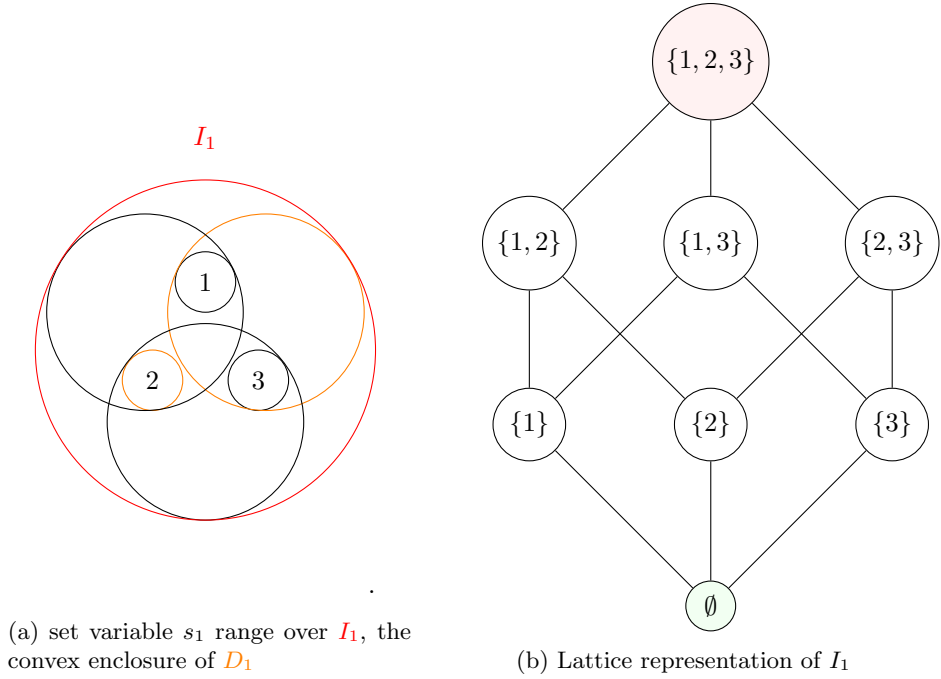 I₁
1
2
3
.
(a) set variable s₁ range over I₁, the
convex enclosure of D₁
{1, 2, 3}
{1, 2}
{1, 3}
{2, 3}
{1}
{2}
{3}
∅
(b) Lattice representation of I₁